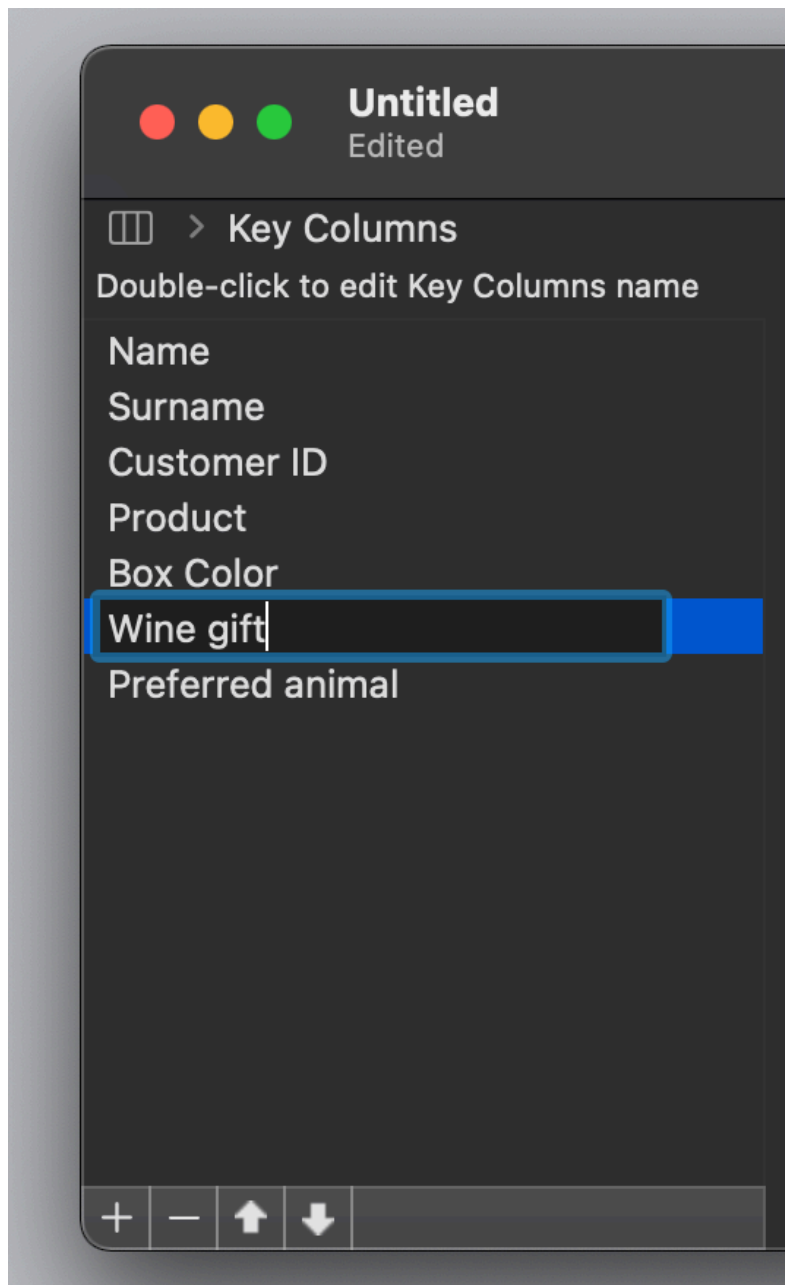 Untitled
Edited
> Key Columns
Double-click to edit Key Columns name
Name
Surname
Customer ID
Product
Box Color
Wine gift
Preferred animal